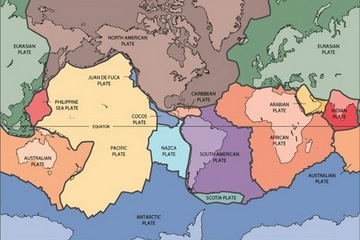 NORTH AMERICAN
PLATE
EURASIAN
PLATE
EURASIAN
PLATE
JUAN DE FUCA
PLATE
CARIBBEAN
PLATE
PHILIPPINE
SEA PLATE
ARABIAN
PLATE
INDIAN
PLATE
COCOS
PLATE
EQUATOR
AUSTRALIAN
PLATE
PACIFIC
PLATE
NAZCA
PLATE
SOUTH AMERICAN
PLATE
AFRICAN
PLATE
AUSTRALIAN
PLATE
SCOTIA PLATE
ANTARCTIC
PLATE